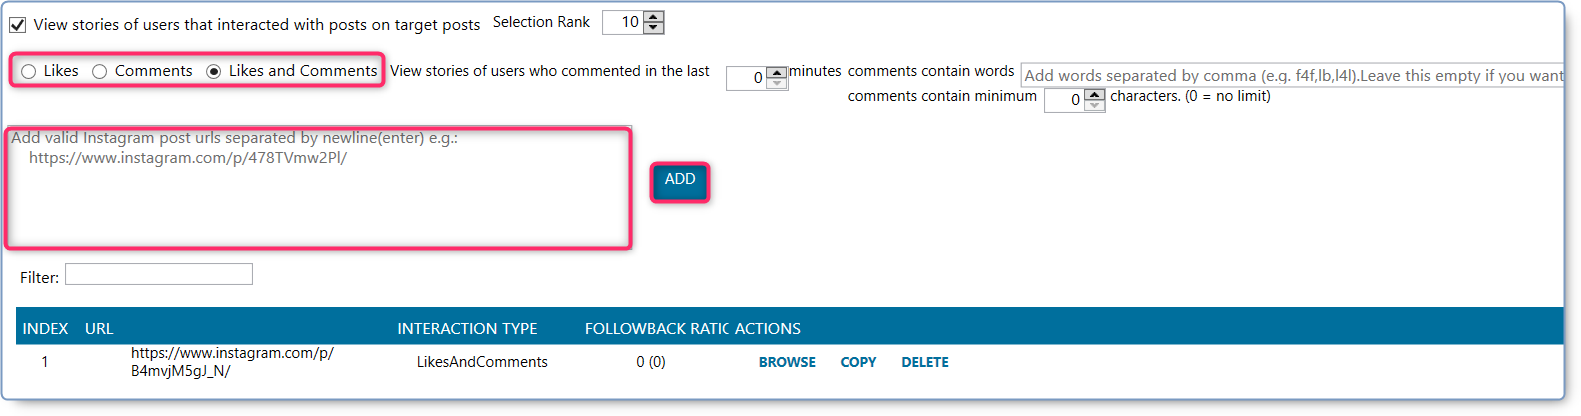 View stories of users that interacted with posts on target posts Selection Rank 10
Likes Comments Likes and Comments View stories of users who commented in the last 0 minutes comments contain words Add words separated by comma (e.g. f4f,lb,l4l).Leave this empty if you want
comments contain minimum 0 characters. (0 = no limit)
Add valid Instagram post urls separated by newline(enter) e.g.:
https://www.instagram.com/p/478TVmw2Pl/
ADD
Filter:
INDEX URL INTERACTION TYPE FOLLOWBACK RATIO ACTIONS
1 https://www.instagram.com/p/
B4mvjM5gJ_N/ LikesAndComments 0 (0) BROWSE COPY DELETE